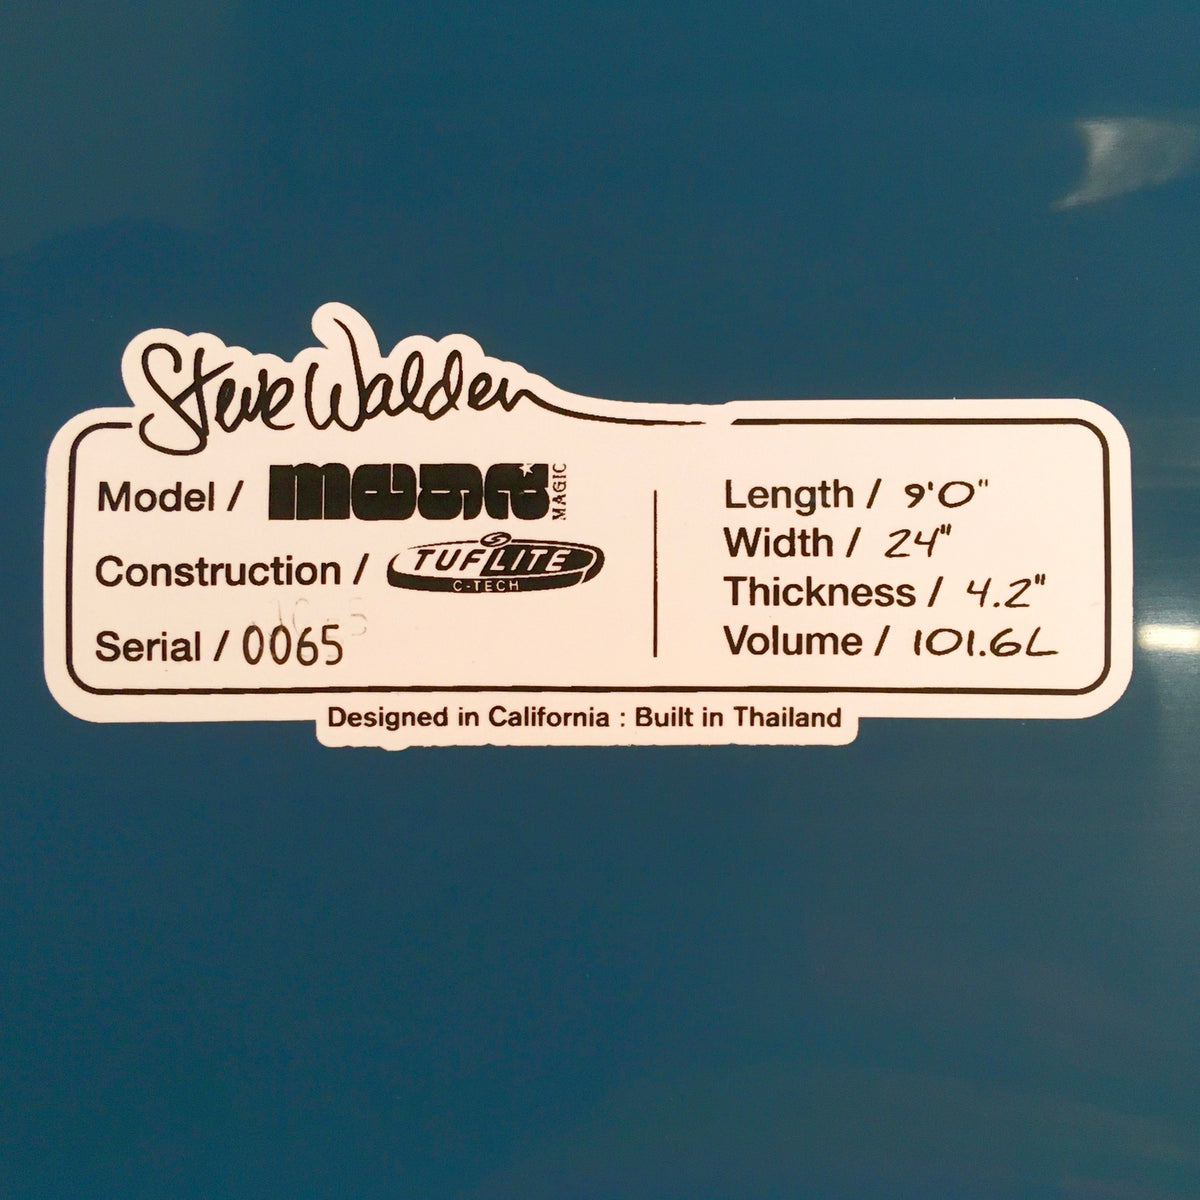 Steve Walden
Model / mega MAGIC
Construction / TUFLITE
C-TECH
Serial / 0065
Length / 9'0"
Width / 24"
Thickness / 4.2"
Volume / 101.6L
Designed in California : Built in Thailand